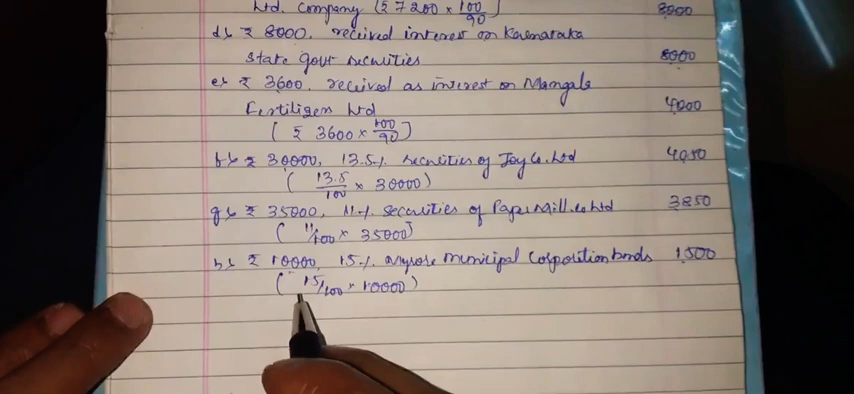 Ltd. Company (₹ 7200 × 100/90) 8000
d) ₹ 8000, received interest on Karnataka
State Govt securities 8000
e) ₹ 3600, received as interest on Mangala
Fertilizers Ltd 4000
( ₹ 3600 × 100/90 )
f) ₹ 30000, 13.5%. securities of Joy Co. Ltd 4050
( 13.5/100 × 30000 )
g) ₹ 35000, 11%. securities of Paper Mill. co Ltd 3850
( 11/100 × 35000 )
h) ₹ 10000, 15%. Mysore municipal Corporation bonds 1500
( 15/100 × 10000 )